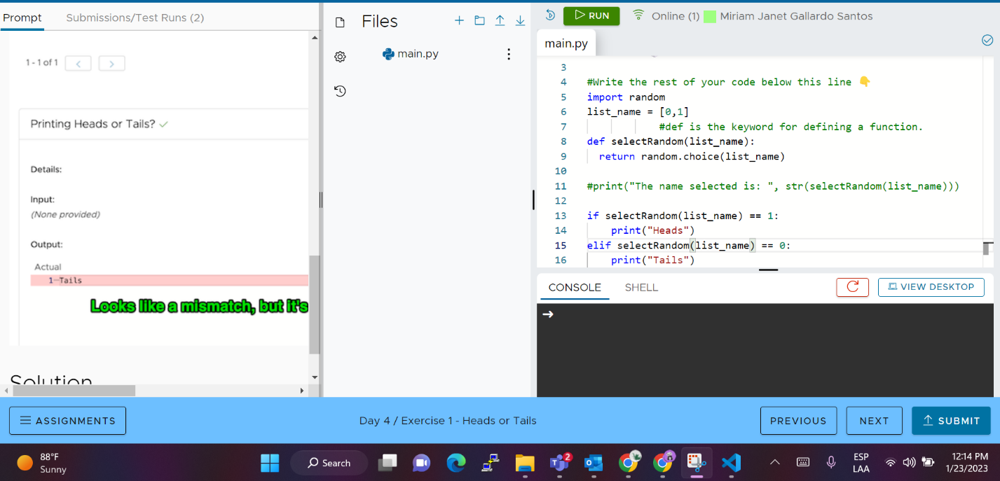 Prompt
Submissions/Test Runs (2)
1 - 1 of 1
Printing Heads or Tails?
Details:
Input:
(None provided)
Output:
Actual
1 Tails
Looks like a mismatch, but it's
Solution
Files
main.py
RUN
Online (1)
Miriam Janet Gallardo Santos
main.py
3
4 #Write the rest of your code below this line 👇
5 import random
6 list_name = [0,1]
7 #def is the keyword for defining a function.
8 def selectRandom(list_name):
9 return random.choice(list_name)
10
11 #print("The name selected is: ", str(selectRandom(list_name)))
12
13 if selectRandom(list_name) == 1:
14 print("Heads")
15 elif selectRandom(list_name) == 0:
16 print("Tails")
CONSOLE
SHELL
VIEW DESKTOP
ASSIGNMENTS
Day 4 / Exercise 1 - Heads or Tails
PREVIOUS
NEXT
SUBMIT
88°F
Sunny
Search
2
ESP
LAA
12:14 PM
1/23/2023